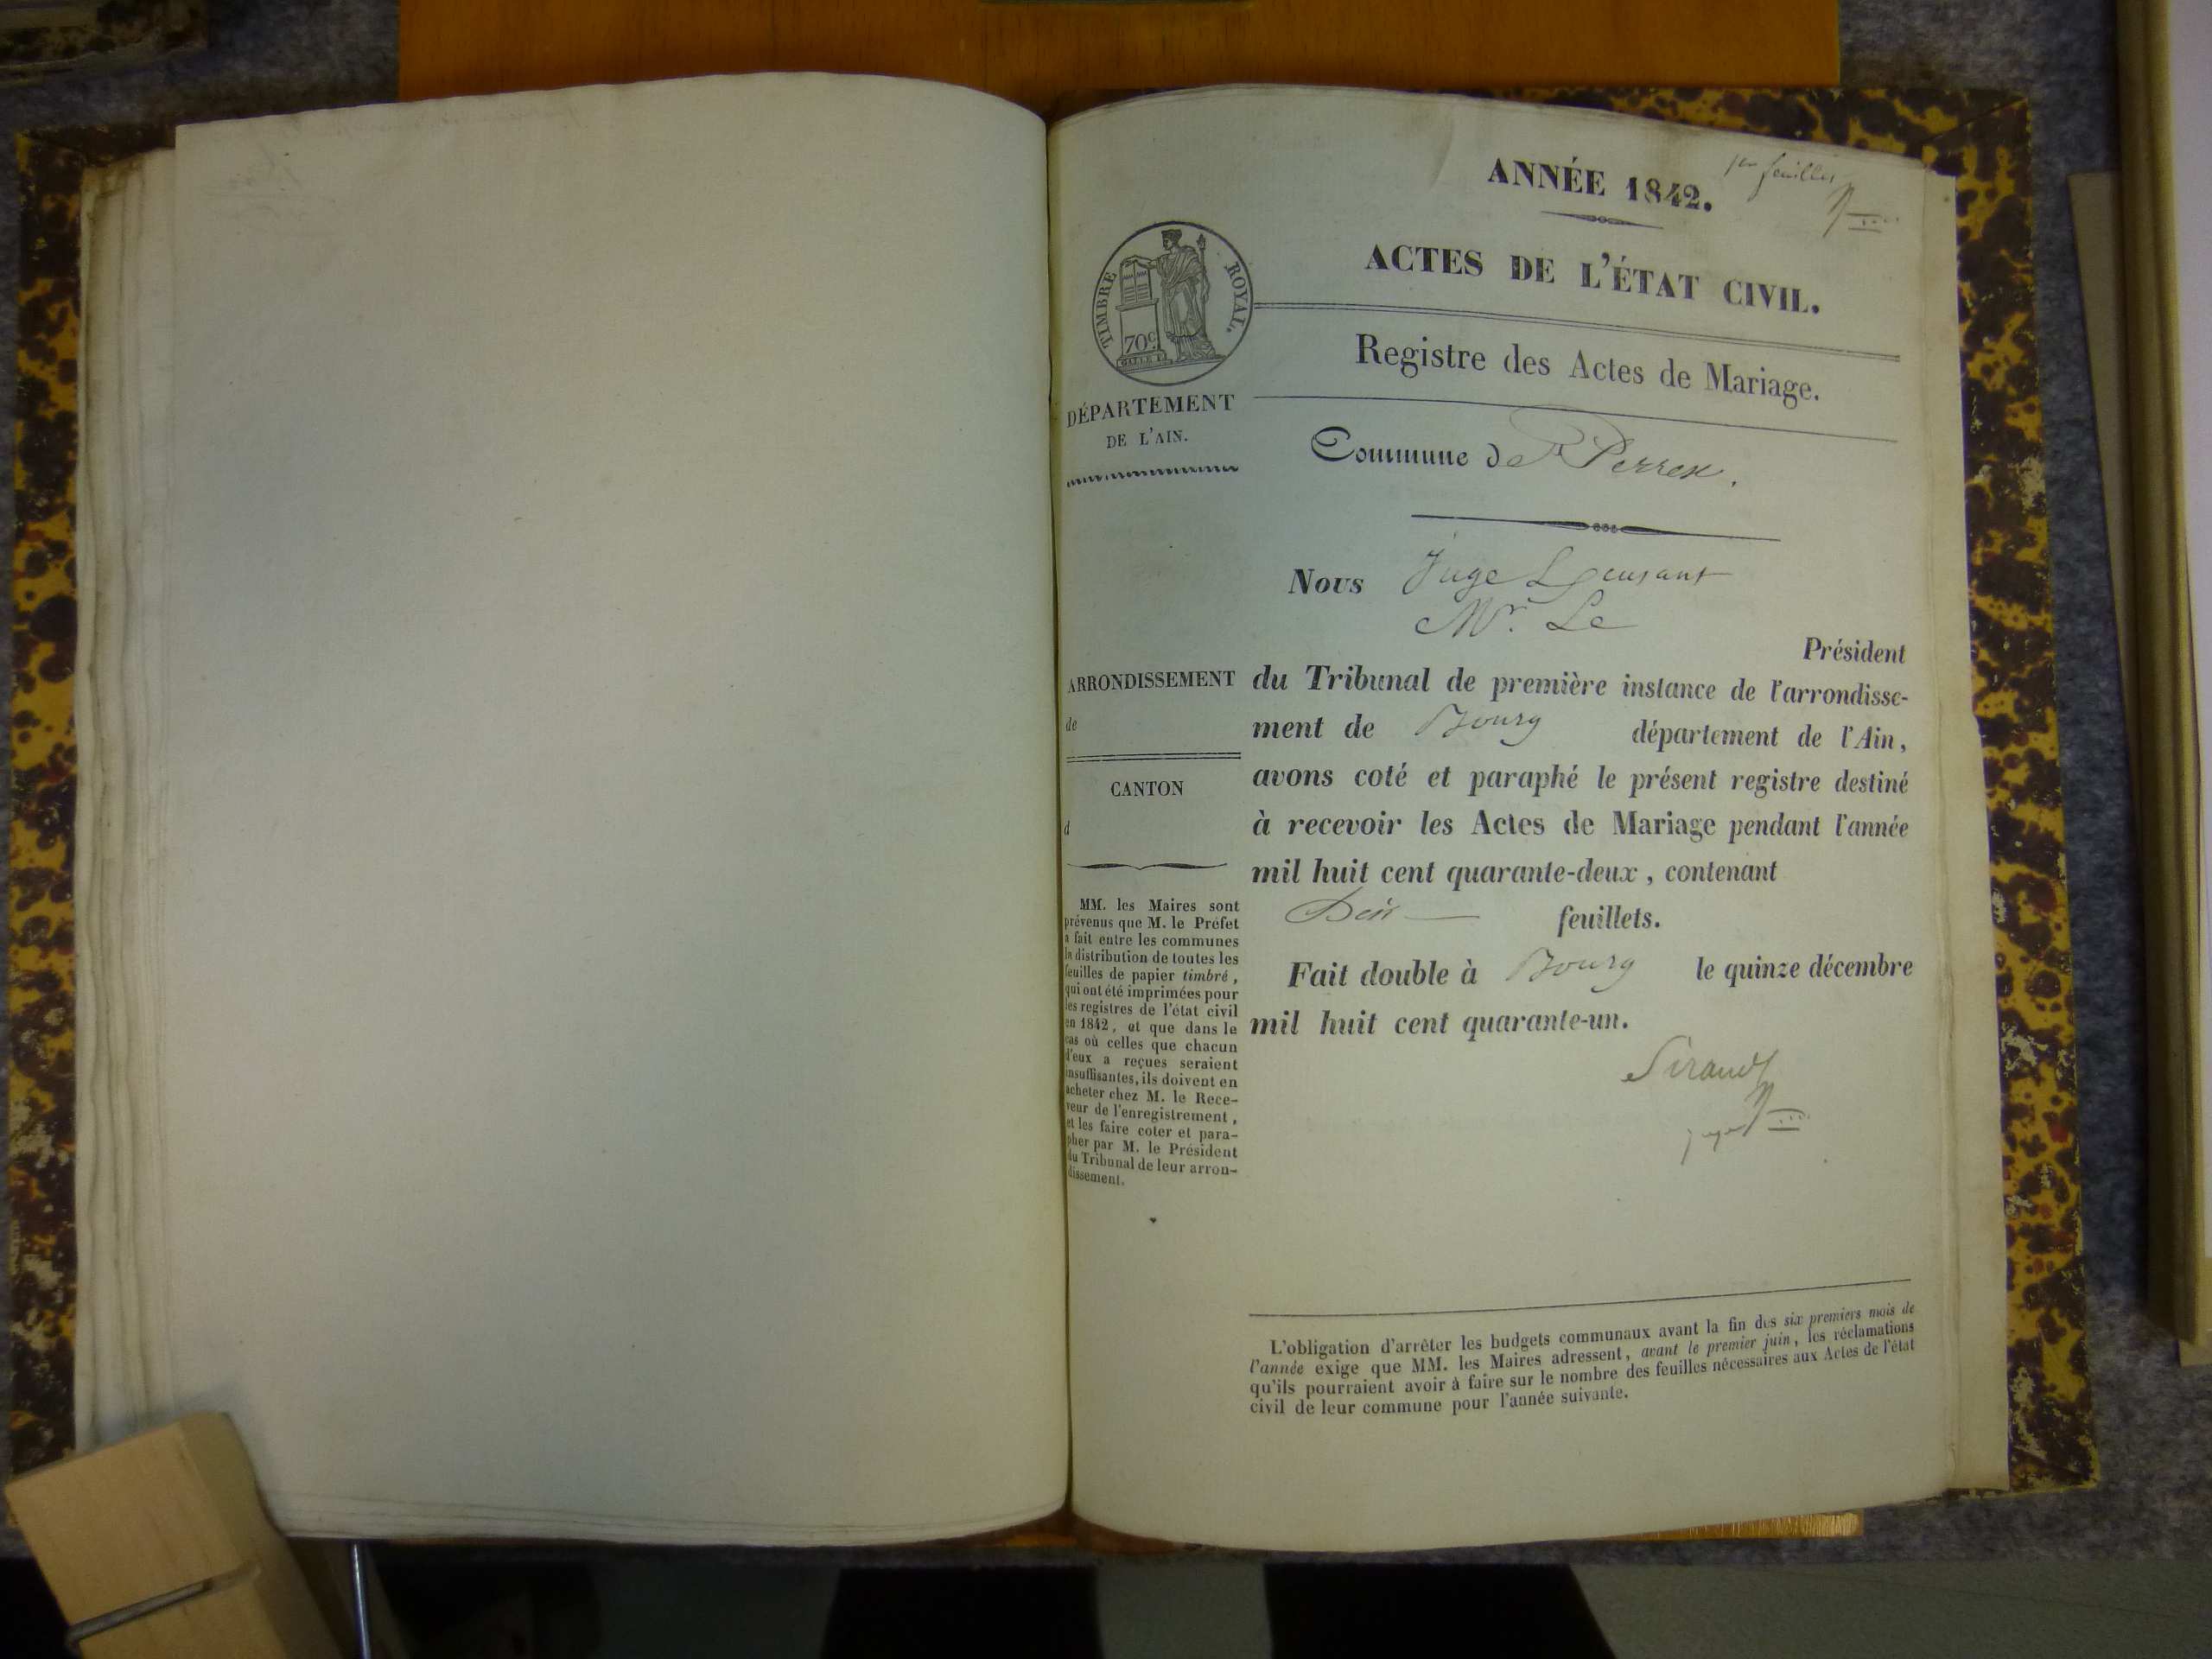 ANNÉE 1842.
1er feuillet
ACTES DE L'ÉTAT CIVIL.
TIMBRE ROYAL.
70c
Registre des Actes de Mariage.
DÉPARTEMENT
DE L'AIN.
Commune de Perrex.
Nous Juge
Mr. Le
Président
ARRONDISSEMENT
de
du Tribunal de première instance de l'arrondisse-
ment de Bourg département de l'Ain,
avons coté et paraphé le présent registre destiné
à recevoir les Actes de Mariage pendant l'année
mil huit cent quarante-deux, contenant
Dix feuillets.
Fait double à Bourg le quinze décembre
mil huit cent quarante-un.
Sirand
juge
CANTON
d
MM. les Maires sont
prévenus que M. le Préfet
a fait entre les communes
la distribution de toutes les
feuilles de papier timbré,
qui ont été imprimées pour
les registres de l'état civil
en 1842, et que dans le
cas où celles que chacun
d'eux a reçues seraient
insuffisantes, ils doivent en
acheter chez M. le Rece-
veur de l'enregistrement,
et les faire coter et para-
pher par M. le Président
du Tribunal de leur arron-
dissement.
L'obligation d'arrêter les budgets communaux avant la fin des six premiers mois de
l'année exige que MM. les Maires adressent, avant le premier juin, les réclamations
qu'ils pourraient avoir à faire sur le nombre des feuilles nécessaires aux Actes de l'état
civil de leur commune pour l'année suivante.